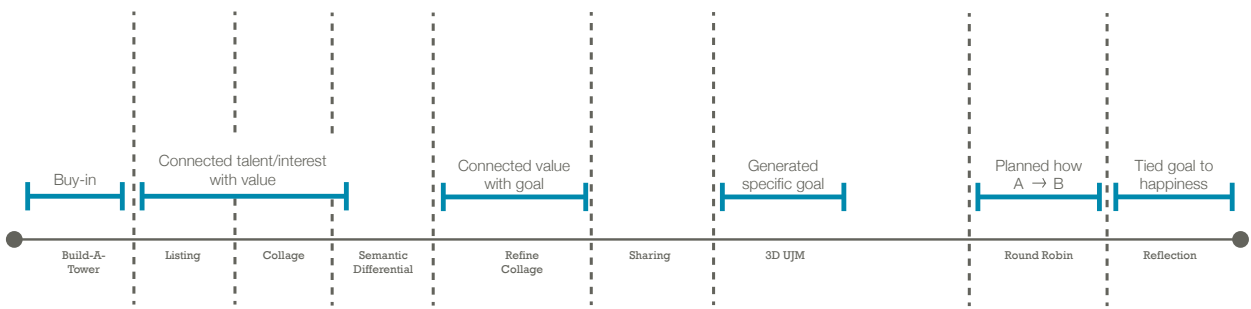 Buy-in
Connected talent/interest
with value
Connected value
with goal
Generated
specific goal
Planned how
A → B
Tied goal to
happiness
Build-A-
Tower
Listing
Collage
Semantic
Differential
Refine
Collage
Sharing
3D UJM
Round Robin
Reflection